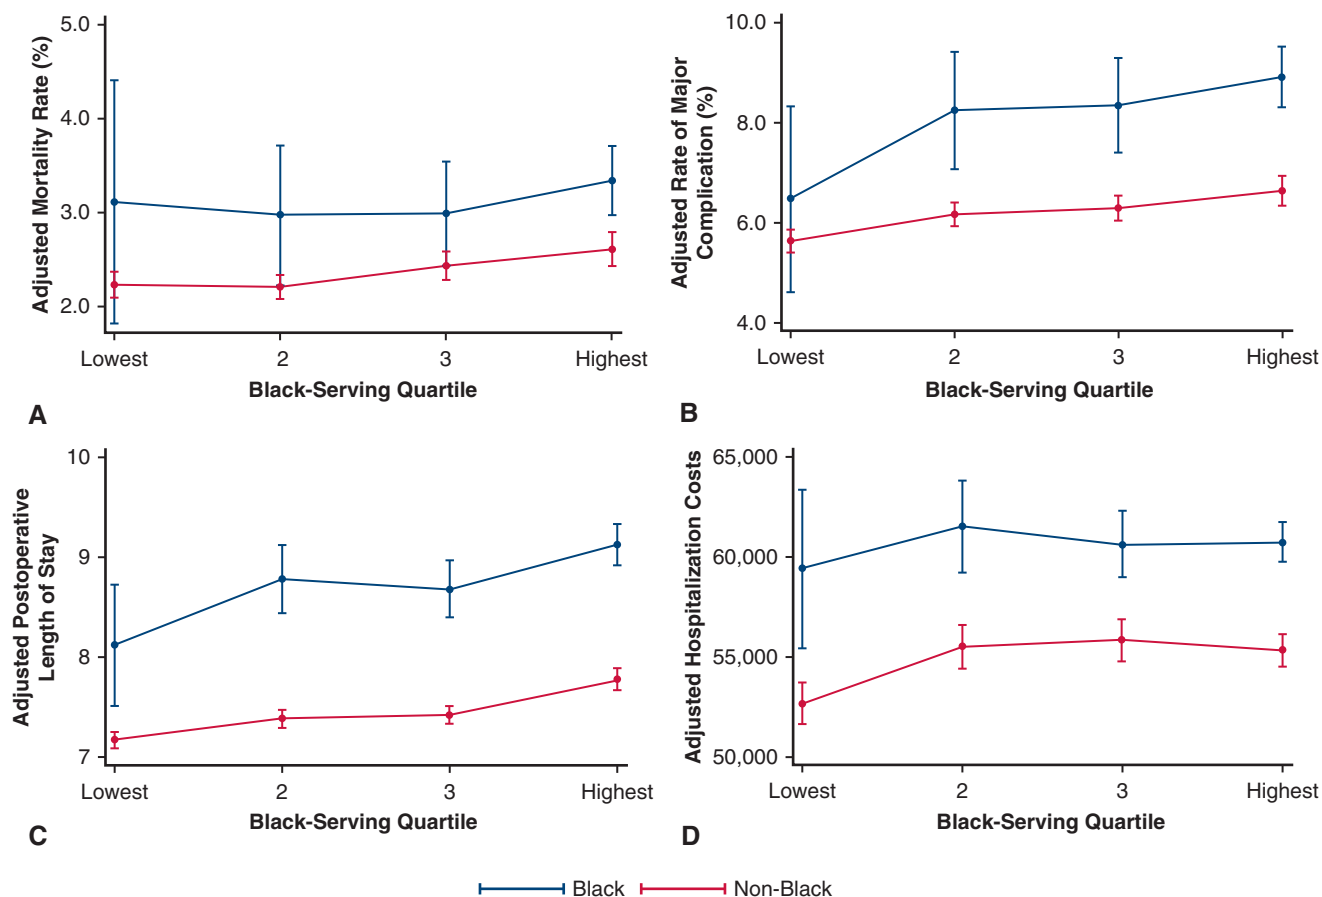 Adjusted Mortality Rate (%)
5.0
4.0
3.0
2.0
Lowest
2
3
Highest
Black-Serving Quartile
A
Adjusted Rate of Major
Complication (%)
10.0
8.0
6.0
4.0
Lowest
2
3
Highest
Black-Serving Quartile
B
Adjusted Postoperative
Length of Stay
10
9
8
7
Lowest
2
3
Highest
Black-Serving Quartile
C
Adjusted Hospitalization Costs
65,000
60,000
55,000
50,000
Lowest
2
3
Highest
Black-Serving Quartile
D
Black
Non-Black